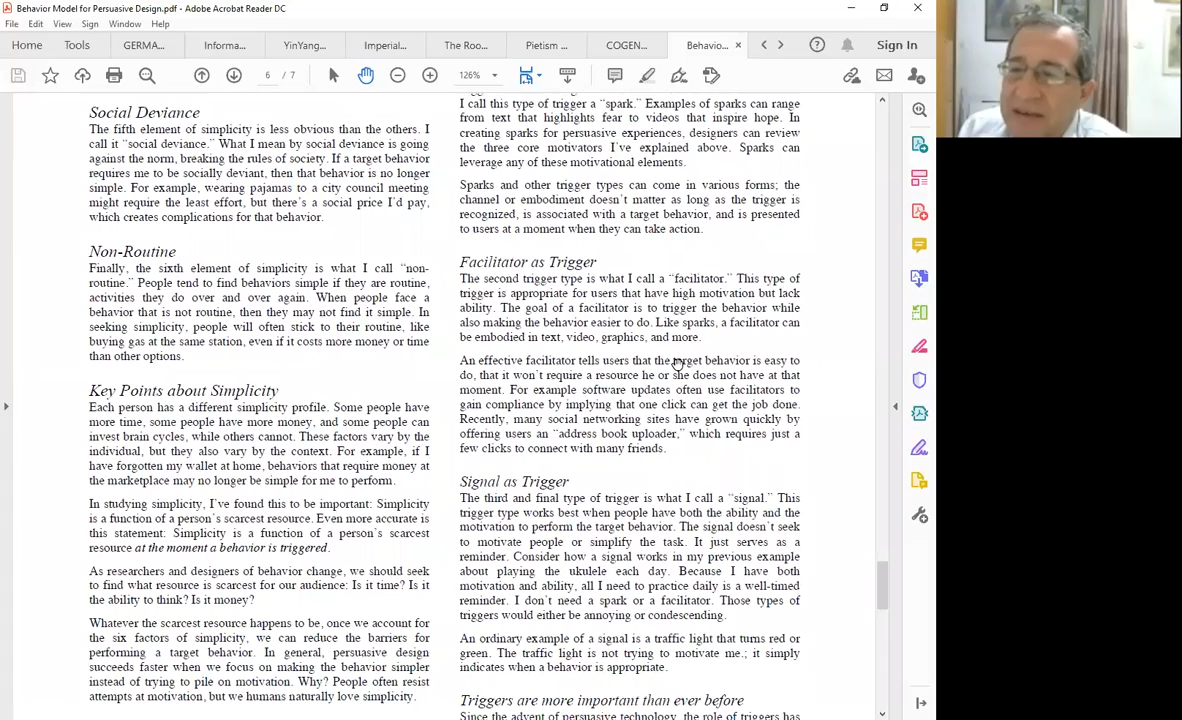 Behavior Model for Persuasive Design.pdf - Adobe Acrobat Reader DC
File Edit View Sign Window Help
Home Tools GERMA... Informa... YinYang... Imperial... The Roo... Pietism ... COGEN... Behavio... × Sign In
6 / 7 126%
Social Deviance
The fifth element of simplicity is less obvious than the others. I
call it “social deviance.” What I mean by social deviance is going
against the norm, breaking the rules of society. If a target behavior
requires me to be socially deviant, then that behavior is no longer
simple. For example, wearing pajamas to a city council meeting
might require the least effort, but there’s a social price I’d pay,
which creates complications for that behavior.
Non-Routine
Finally, the sixth element of simplicity is what I call “non-
routine.” People tend to find behaviors simple if they are routine,
activities they do over and over again. When people face a
behavior that is not routine, then they may not find it simple. In
seeking simplicity, people will often stick to their routine, like
buying gas at the same station, even if it costs more money or time
than other options.
Key Points about Simplicity
Each person has a different simplicity profile. Some people have
more time, some people have more money, and some people can
invest brain cycles, while others cannot. These factors vary by the
individual, but they also vary by the context. For example, if I
have forgotten my wallet at home, behaviors that require money at
the marketplace may no longer be simple for me to perform.
In studying simplicity, I’ve found this to be important: Simplicity
is a function of a person’s scarcest resource. Even more accurate is
this statement: Simplicity is a function of a person’s scarcest
resource at the moment a behavior is triggered.
As researchers and designers of behavior change, we should seek
to find what resource is scarcest for our audience: Is it time? Is it
the ability to think? Is it money?
Whatever the scarcest resource happens to be, once we account for
the six factors of simplicity, we can reduce the barriers for
performing a target behavior. In general, persuasive design
succeeds faster when we focus on making the behavior simpler
instead of trying to pile on motivation. Why? People often resist
attempts at motivation, but we humans naturally love simplicity.
I call this type of trigger a “spark.” Examples of sparks can range
from text that highlights fear to videos that inspire hope. In
creating sparks for persuasive experiences, designers can review
the three core motivators I’ve explained above. Sparks can
leverage any of these motivational elements.
Sparks and other trigger types can come in various forms; the
channel or embodiment doesn’t matter as long as the trigger is
recognized, is associated with a target behavior, and is presented
to users at a moment when they can take action.
Facilitator as Trigger
The second trigger type is what I call a “facilitator.” This type of
trigger is appropriate for users that have high motivation but lack
ability. The goal of a facilitator is to trigger the behavior while
also making the behavior easier to do. Like sparks, a facilitator can
be embodied in text, video, graphics, and more.
An effective facilitator tells users that the target behavior is easy to
do, that it won’t require a resource he or she does not have at that
moment. For example software updates often use facilitators to
gain compliance by implying that one click can get the job done.
Recently, many social networking sites have grown quickly by
offering users an “address book uploader,” which requires just a
few clicks to connect with many friends.
Signal as Trigger
The third and final type of trigger is what I call a “signal.” This
trigger type works best when people have both the ability and the
motivation to perform the target behavior. The signal doesn’t seek
to motivate people or simplify the task. It just serves as a
reminder. Consider how a signal works in my previous example
about playing the ukulele each day. Because I have both
motivation and ability, all I need to practice daily is a well-timed
reminder. I don’t need a spark or a facilitator. Those types of
triggers would either be annoying or condescending.
An ordinary example of a signal is a traffic light that turns red or
green. The traffic light is not trying to motivate me.; it simply
indicates when a behavior is appropriate.
Triggers are more important than ever before
Since the advent of persuasive technology, the role of triggers has